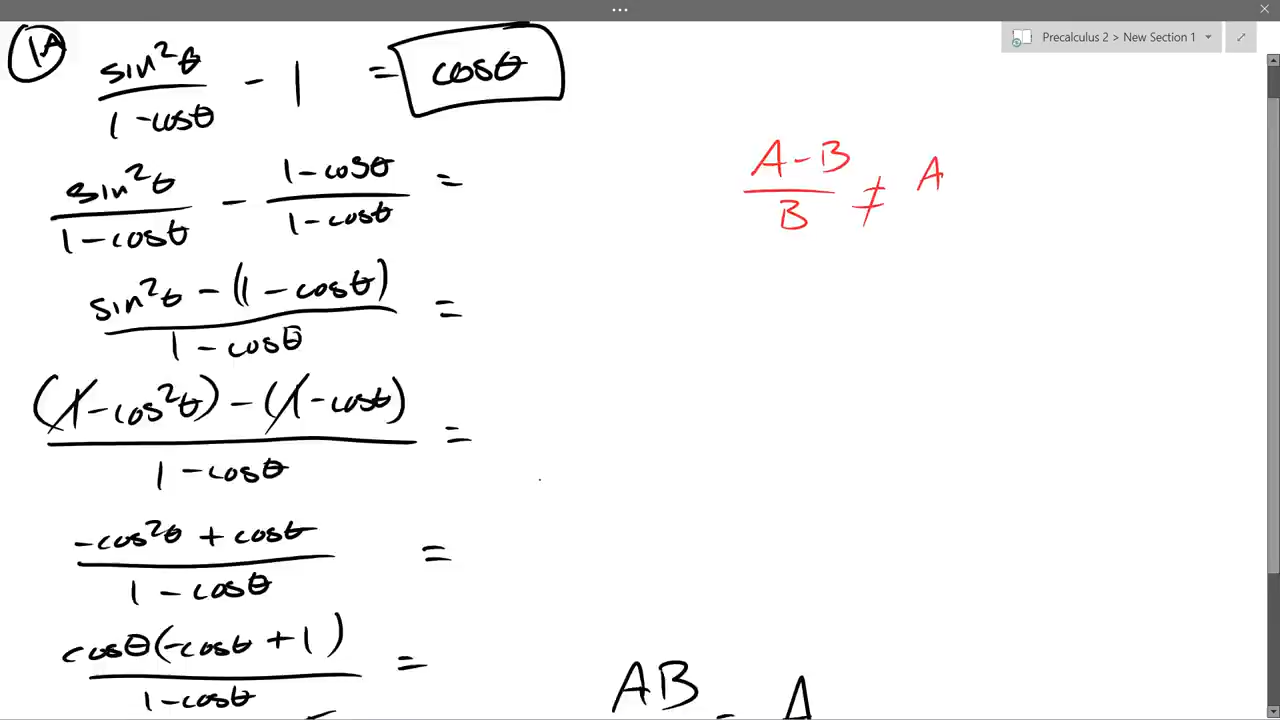 Precalculus 2 > New Section 1
1A
sin²θ / (1 - cosθ) - 1 = cosθ
sin²θ / (1 - cosθ) - (1 - cosθ) / (1 - cosθ) =
(sin²θ - (1 - cosθ)) / (1 - cosθ) =
((1 - cos²θ) - (1 - cosθ)) / (1 - cosθ) =
(-cos²θ + cosθ) / (1 - cosθ) =
cosθ(-cosθ + 1) / (1 - cosθ) =
(A - B) / B ≠ A
AB
A